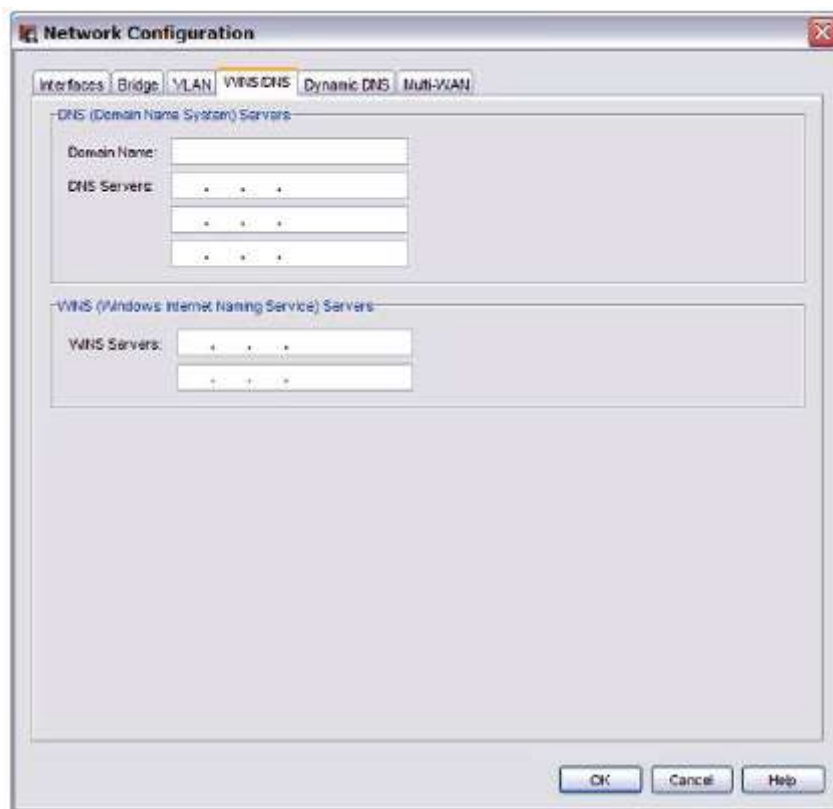 Network Configuration
Interfaces Bridge VLAN WINS/DNS Dynamic DNS Multi-WAN
DNS (Domain Name System) Servers
Domain Name:
DNS Servers:
. . .
. . .
. . .
WINS (Windows Internet Naming Service) Servers
WINS Servers:
. . .
. . .
OK Cancel Help